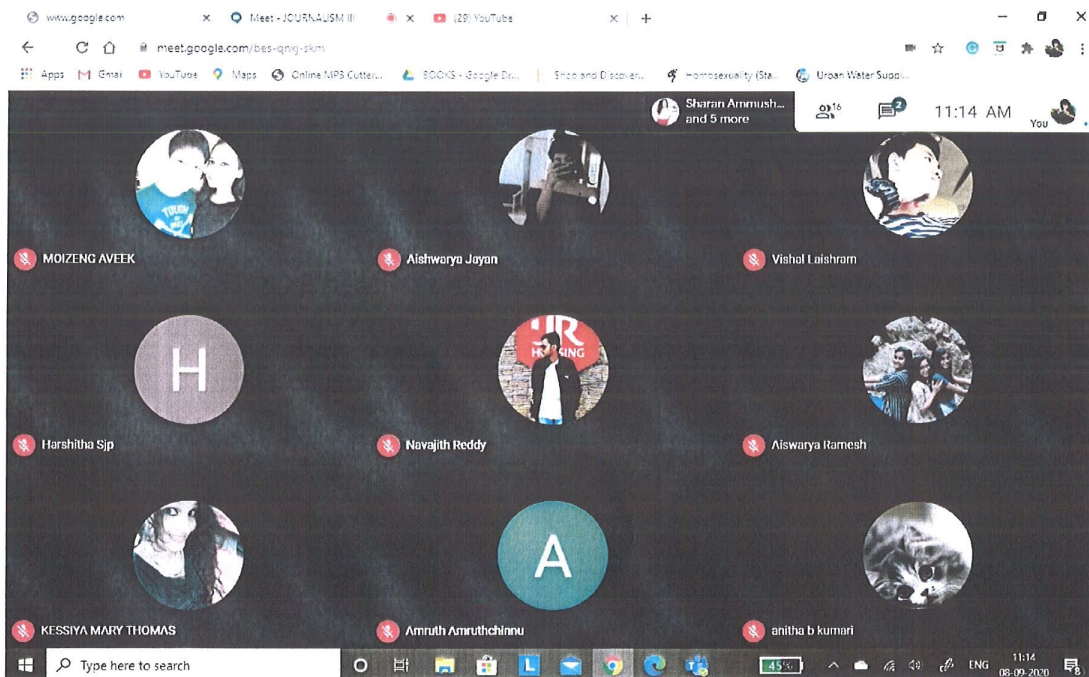 www.google.com
Meet - JOURNALISM III
(29) YouTube
meet.google.com/bes-qnxj-skm
Apps
Gmail
YouTube
Maps
Online MP3 Cutter...
BOOKS - Google Dr...
Shop and Discover...
Homosexuality (Sta...
Urban Water Suppl...
Sharan Ammush...
and 5 more
16
2
11:14 AM
You
TOUGH
MOIZENG AVEEK
Aishwarya Jayan
Vishal Laishram
H
HOUSING
Harshitha Sjp
Navajith Reddy
Aiswarya Ramesh
A
KESSIYA MARY THOMAS
Amruth Amruthchinnu
anitha b kumari
Type here to search
L
45%
ENG
11:14
08-09-2020